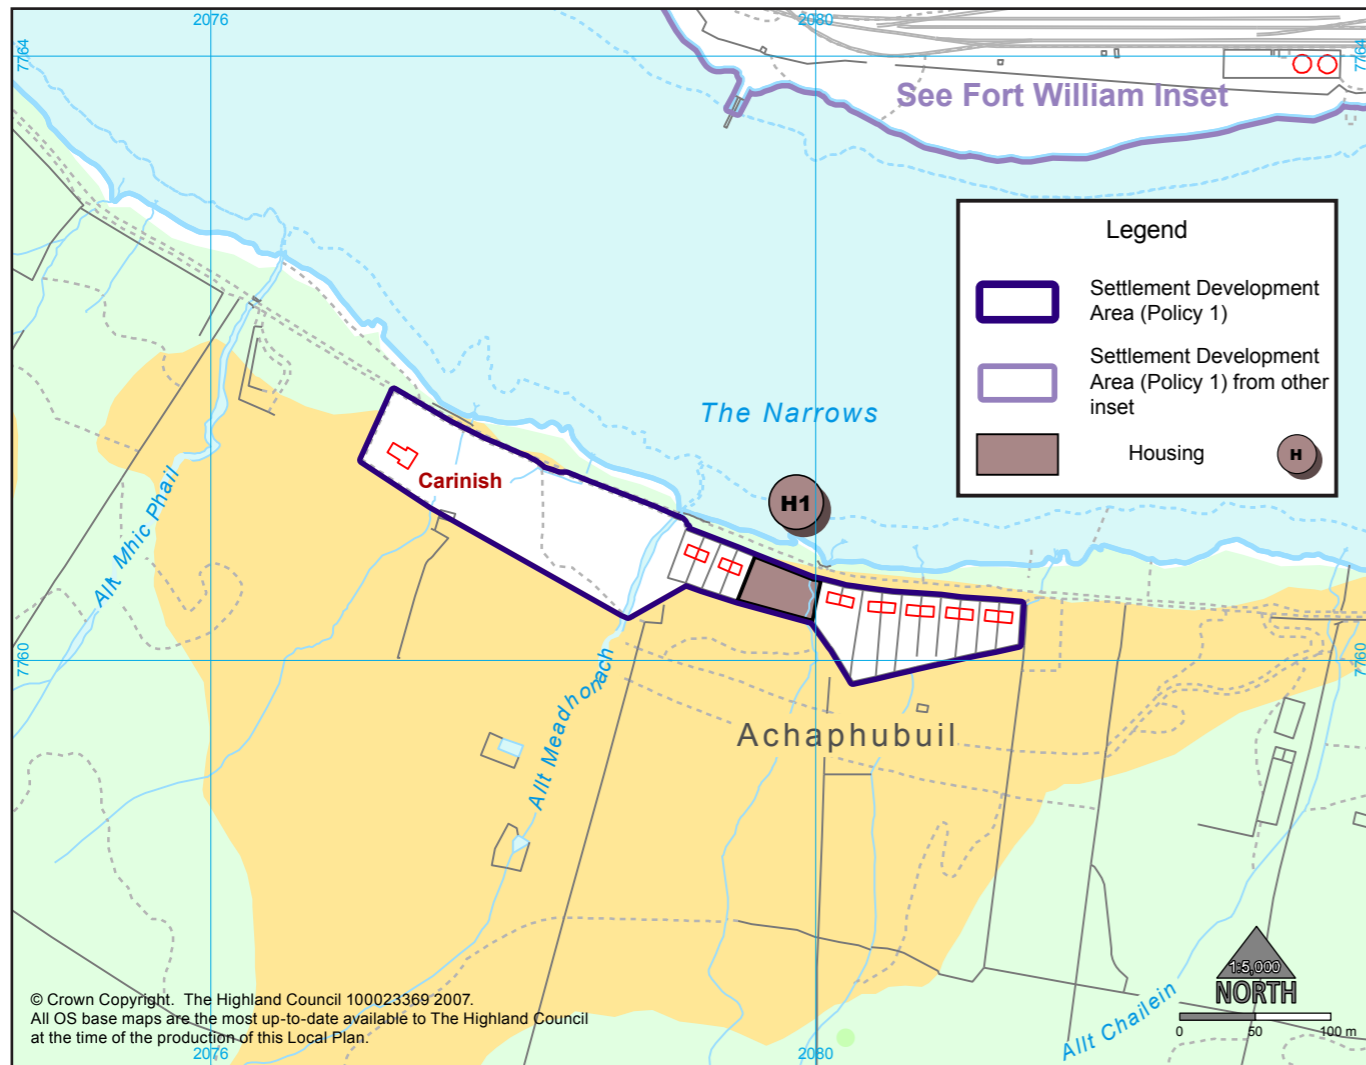 2076
2080
7764
7764
See Fort William Inset
Legend
Settlement Development
Area (Policy 1)
Settlement Development
Area (Policy 1) from other
inset
Housing
H
The Narrows
Carinish
H1
Allt Mhic Phail
7760
7760
Allt Meadhonach
Achaphubuil
1:5,000
NORTH
0 50 100 m
Allt Chailein
© Crown Copyright. The Highland Council 100023369 2007.
All OS base maps are the most up-to-date available to The Highland Council
at the time of the production of this Local Plan.
2076
2080